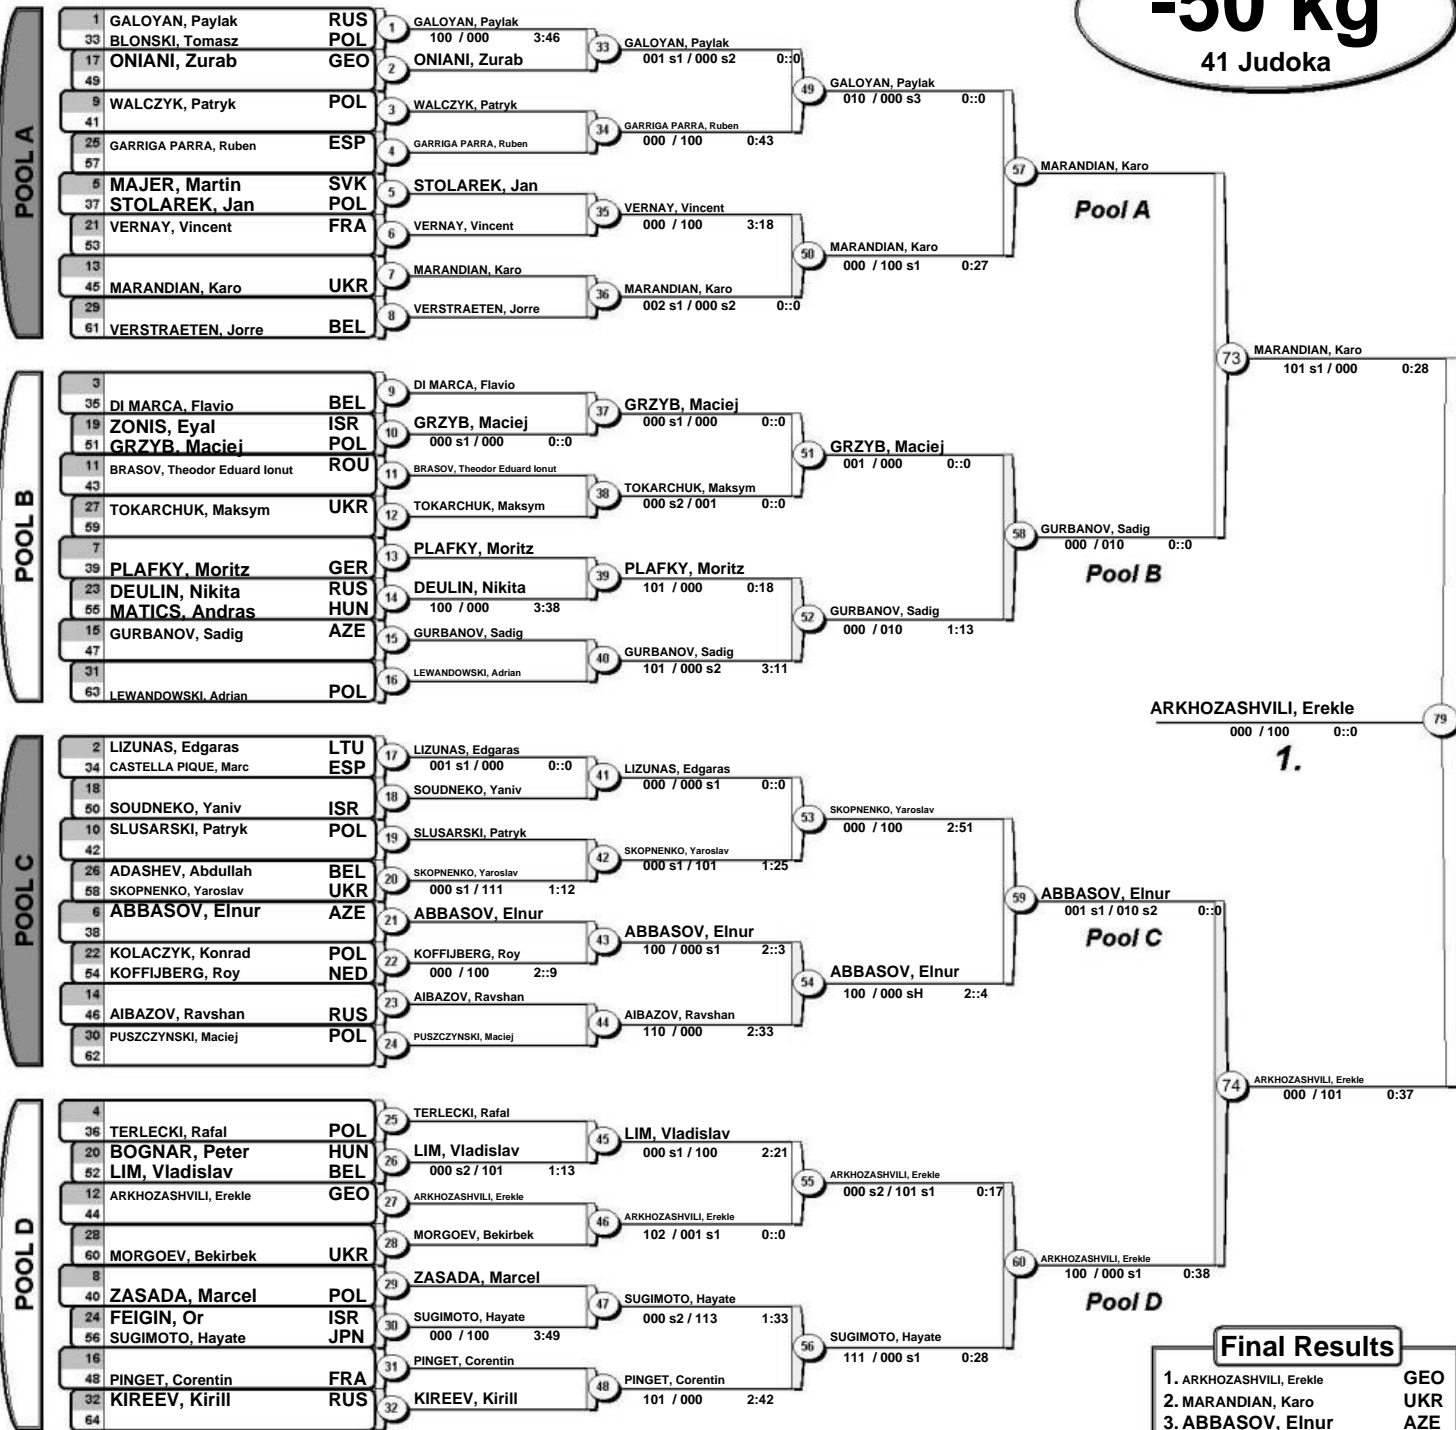 -50 kg
41 Judoka
POOL A
1 GALOYAN, Paylak RUS
33 BLONSKI, Tomasz POL
17 ONIANI, Zurab GEO
49
9 WALCZYK, Patryk POL
41
25 GARRIGA PARRA, Ruben ESP
57
5 MAJER, Martin SVK
37 STOLAREK, Jan POL
21 VERNAY, Vincent FRA
53
13
45 MARANDIAN, Karo UKR
29
61 VERSTRAETEN, Jorre BEL
1 GALOYAN, Paylak
100 / 000 3:46
2 ONIANI, Zurab
3 WALCZYK, Patryk
4 GARRIGA PARRA, Ruben
5 STOLAREK, Jan
6 VERNAY, Vincent
7 MARANDIAN, Karo
8 VERSTRAETEN, Jorre
33 GALOYAN, Paylak
001 s1 / 000 s2 0::0
34 GARRIGA PARRA, Ruben
000 / 100 0:43
35 VERNAY, Vincent
000 / 100 3:18
36 MARANDIAN, Karo
002 s1 / 000 s2 0::0
49 GALOYAN, Paylak
010 / 000 s3 0::0
50 MARANDIAN, Karo
000 / 100 s1 0:27
57 MARANDIAN, Karo
Pool A
POOL B
3
35 DI MARCA, Flavio BEL
19 ZONIS, Eyal ISR
51 GRZYB, Maciej POL
11 BRASOV, Theodor Eduard Ionut ROU
43
27 TOKARCHUK, Maksym UKR
59
7
39 PLAFKY, Moritz GER
23 DEULIN, Nikita RUS
55 MATICS, Andras HUN
15 GURBANOV, Sadig AZE
47
31
63 LEWANDOWSKI, Adrian POL
9 DI MARCA, Flavio
10 GRZYB, Maciej
000 s1 / 000 0::0
11 BRASOV, Theodor Eduard Ionut
12 TOKARCHUK, Maksym
13 PLAFKY, Moritz
14 DEULIN, Nikita
100 / 000 3:38
15 GURBANOV, Sadig
16 LEWANDOWSKI, Adrian
37 GRZYB, Maciej
000 s1 / 000 0::0
38 TOKARCHUK, Maksym
000 s2 / 001 0::0
39 PLAFKY, Moritz
101 / 000 0:18
40 GURBANOV, Sadig
101 / 000 s2 3:11
51 GRZYB, Maciej
001 / 000 0::0
52 GURBANOV, Sadig
000 / 010 1:13
58 GURBANOV, Sadig
000 / 010 0::0
Pool B
73 MARANDIAN, Karo
101 s1 / 000 0:28
ARKHOZASHVILI, Erekle 79
000 / 100 0::0
1.
POOL C
2 LIZUNAS, Edgaras LTU
34 CASTELLA PIQUE, Marc ESP
18
50 SOUDNEKO, Yaniv ISR
10 SLUSARSKI, Patryk POL
42
26 ADASHEV, Abdullah BEL
58 SKOPNENKO, Yaroslav UKR
6 ABBASOV, Elnur AZE
38
22 KOLACZYK, Konrad POL
54 KOFFIJBERG, Roy NED
14
46 AIBAZOV, Ravshan RUS
30 PUSZCZYNSKI, Maciej POL
62
17 LIZUNAS, Edgaras
001 s1 / 000 0::0
18 SOUDNEKO, Yaniv
19 SLUSARSKI, Patryk
20 SKOPNENKO, Yaroslav
000 s1 / 111 1:12
21 ABBASOV, Elnur
22 KOFFIJBERG, Roy
000 / 100 2::9
23 AIBAZOV, Ravshan
24 PUSZCZYNSKI, Maciej
41 LIZUNAS, Edgaras
000 / 000 s1 0::0
42 SKOPNENKO, Yaroslav
000 s1 / 101 1:25
43 ABBASOV, Elnur
100 / 000 s1 2::3
44 AIBAZOV, Ravshan
110 / 000 2:33
53 SKOPNENKO, Yaroslav
000 / 100 2:51
54 ABBASOV, Elnur
100 / 000 sH 2::4
59 ABBASOV, Elnur
001 s1 / 010 s2 0::0
Pool C
POOL D
4
36 TERLECKI, Rafal POL
20 BOGNAR, Peter HUN
52 LIM, Vladislav BEL
12 ARKHOZASHVILI, Erekle GEO
44
28
60 MORGOEV, Bekirbek UKR
8
40 ZASADA, Marcel POL
24 FEIGIN, Or ISR
56 SUGIMOTO, Hayate JPN
16
48 PINGET, Corentin FRA
32 KIREEV, Kirill RUS
64
25 TERLECKI, Rafal
26 LIM, Vladislav
000 s2 / 101 1:13
27 ARKHOZASHVILI, Erekle
28 MORGOEV, Bekirbek
29 ZASADA, Marcel
30 SUGIMOTO, Hayate
000 / 100 3:49
31 PINGET, Corentin
32 KIREEV, Kirill
45 LIM, Vladislav
000 s1 / 100 2:21
46 ARKHOZASHVILI, Erekle
102 / 001 s1 0::0
47 SUGIMOTO, Hayate
000 s2 / 113 1:33
48 PINGET, Corentin
101 / 000 2:42
55 ARKHOZASHVILI, Erekle
000 s2 / 101 s1 0:17
56 SUGIMOTO, Hayate
111 / 000 s1 0:28
60 ARKHOZASHVILI, Erekle
100 / 000 s1 0:38
Pool D
74 ARKHOZASHVILI, Erekle
000 / 101 0:37
Final Results
1. ARKHOZASHVILI, Erekle GEO
2. MARANDIAN, Karo UKR
3. ABBASOV, Elnur AZE